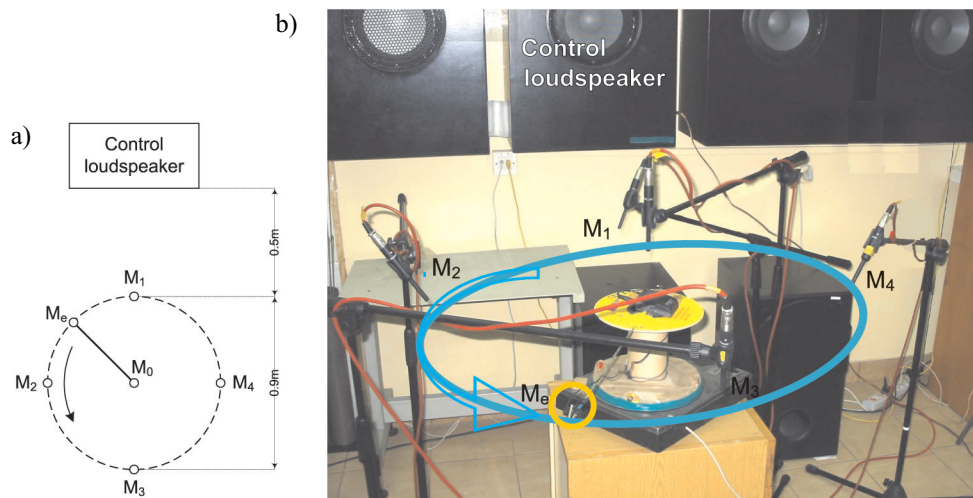 a)
Control
loudspeaker
0.5m
M₁
Mₑ
M₀
M₂
M₄
0.9m
M₃
b)
Control
loudspeaker
M₁
M₂
M₄
Mₑ
M₃